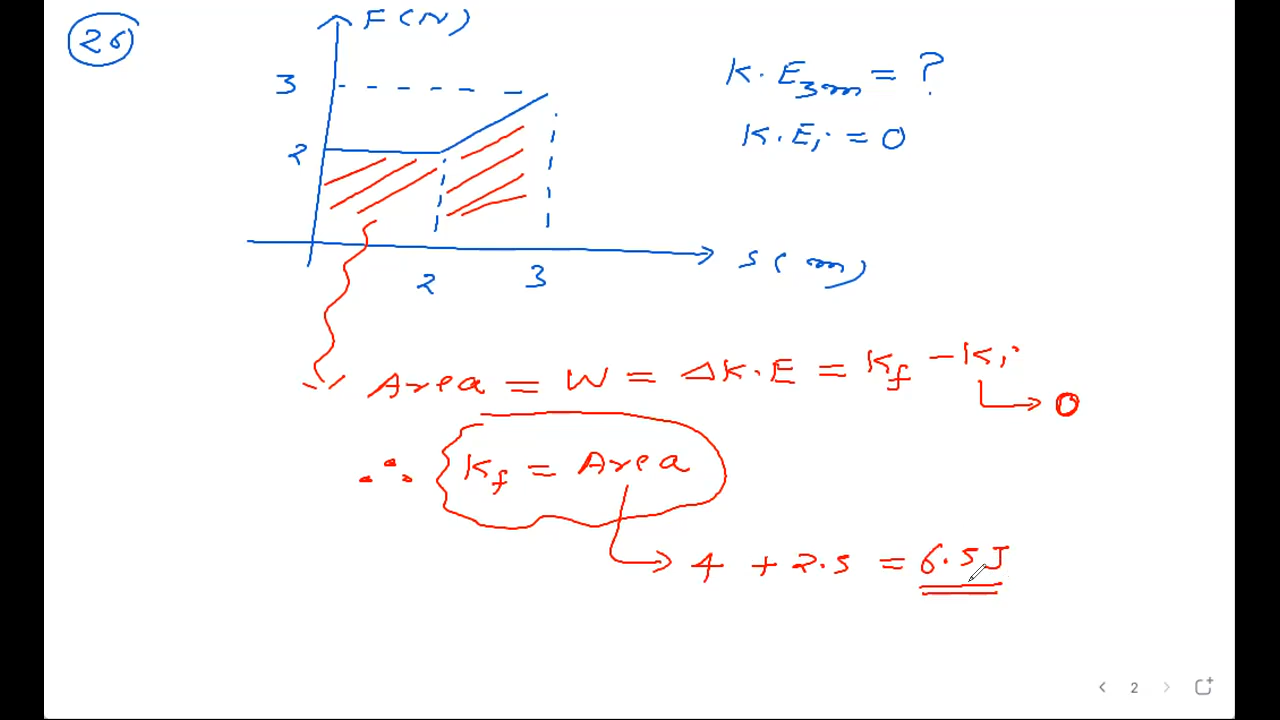 26
F (N)
3
2
2 3
s (m)
K.E3m = ?
K.Ei = 0
Area = W = ΔK.E = Kf - Ki
0
∴ Kf = Area
4 + 2.5 = 6.5J
2